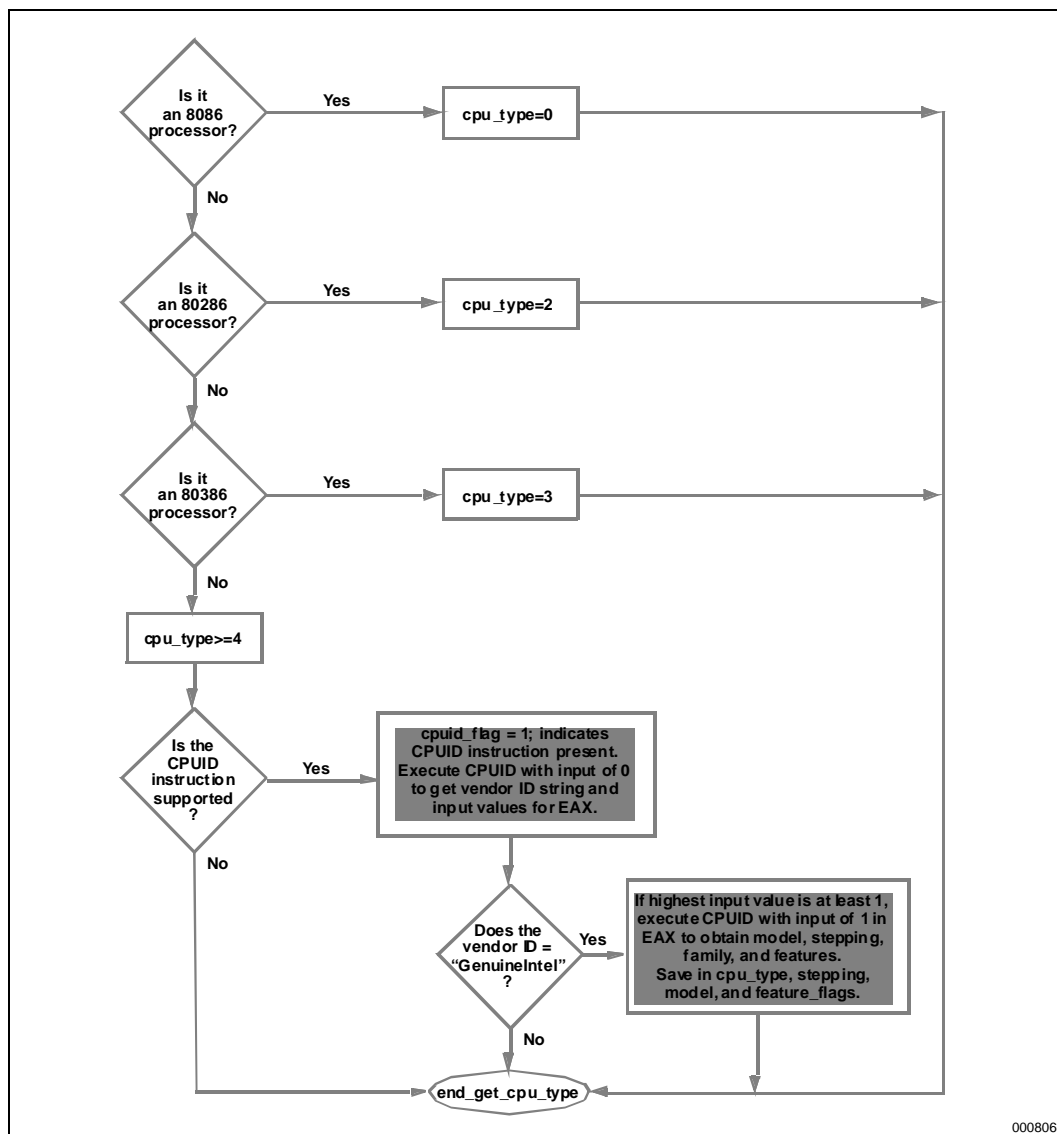 Is it
an 8086
processor?
Yes
cpu_type=0
No
Is it
an 80286
processor?
Yes
cpu_type=2
No
Is it
an 80386
processor?
Yes
cpu_type=3
No
cpu_type>=4
Is the
CPUID
instruction
supported
?
Yes
cpuid_flag = 1; indicates
CPUID instruction present.
Execute CPUID with input of 0
to get vendor ID string and
input values for EAX.
No
Does the
vendor ID =
“GenuineIntel”
?
Yes
If highest input value is at least 1,
execute CPUID with input of 1 in
EAX to obtain model, stepping,
family, and features.
Save in cpu_type, stepping,
model, and feature_flags.
No
end_get_cpu_type
000806